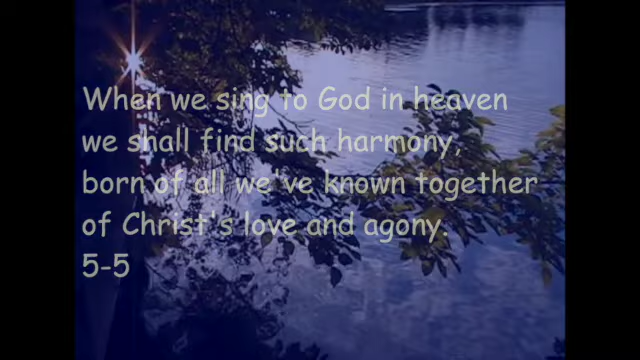 When we sing to God in heaven
we shall find such harmony,
born of all we've known together
of Christ's love and agony.
5-5